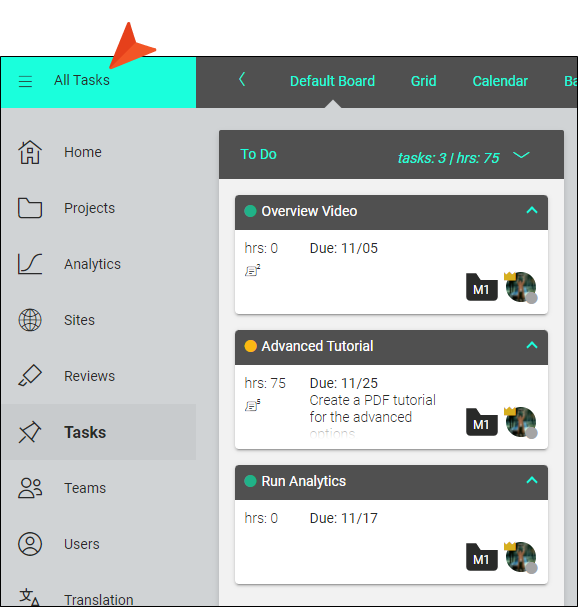 All Tasks
Default Board Grid Calendar Ba
Home
Projects
Analytics
Sites
Reviews
Tasks
Teams
Users
Translation
To Do
tasks: 3 | hrs: 75
Overview Video
hrs: 0 Due: 11/05
2
M1
Advanced Tutorial
hrs: 75 Due: 11/25
5
Create a PDF tutorial
for the advanced
options
M1
Run Analytics
hrs: 0 Due: 11/17
M1